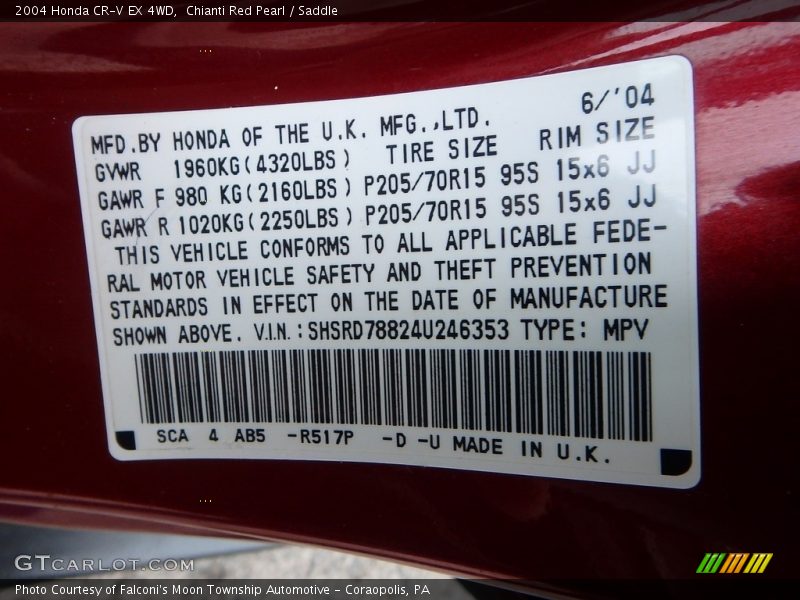 2004 Honda CR-V EX 4WD,  Chianti Red Pearl / Saddle
6/'04
MFD.BY HONDA OF THE U.K. MFG.,LTD.
GVWR 1960KG(4320LBS) TIRE SIZE RIM SIZE
GAWR F 980 KG(2160LBS) P205/70R15 95S 15x6 JJ
GAWR R 1020KG(2250LBS) P205/70R15 95S 15x6 JJ
THIS VEHICLE CONFORMS TO ALL APPLICABLE FEDE-
RAL MOTOR VEHICLE SAFETY AND THEFT PREVENTION
STANDARDS IN EFFECT ON THE DATE OF MANUFACTURE
SHOWN ABOVE. V.I.N.:SHSRD78824U246353 TYPE: MPV
SCA 4 AB5 -R517P -D -U MADE IN U.K.
GTCARLOT.COM
Photo Courtesy of Falconi's Moon Township Automotive - Coraopolis, PA